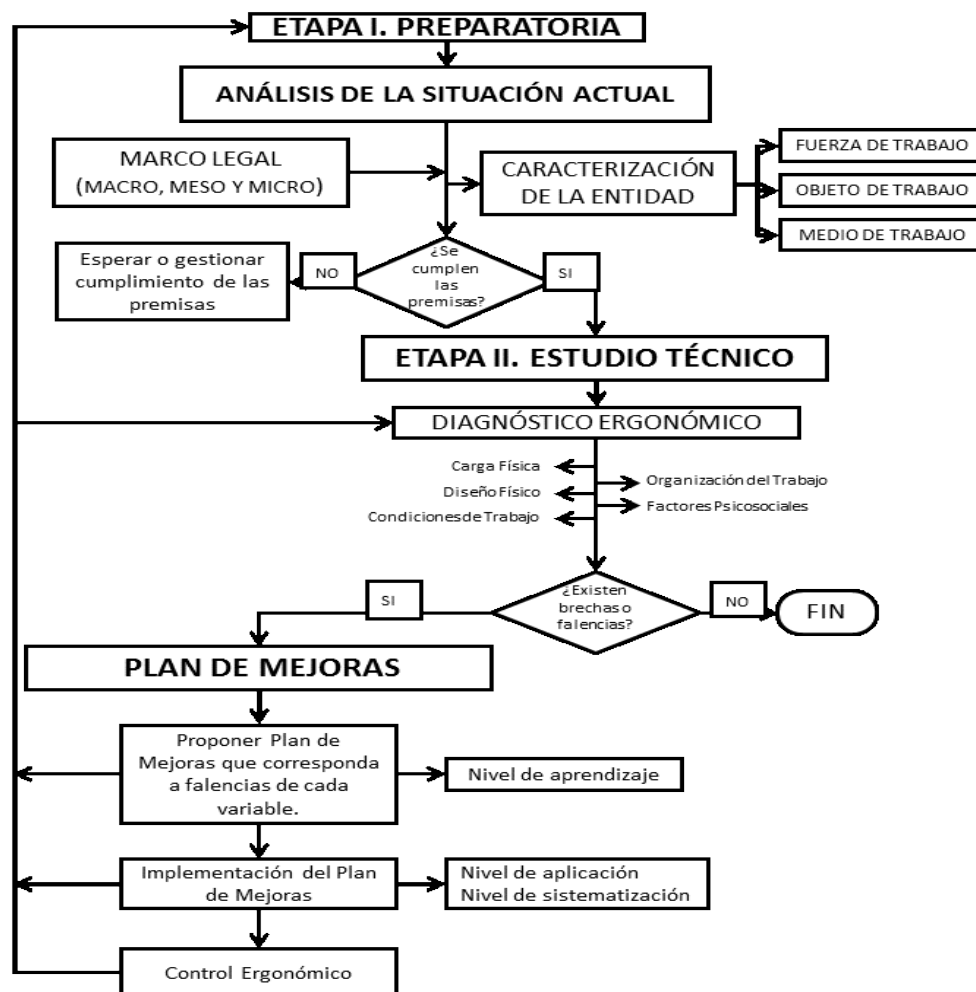 ETAPA I. PREPARATORIA
ANÁLISIS DE LA SITUACIÓN ACTUAL
MARCO LEGAL
(MACRO, MESO Y MICRO)
CARACTERIZACIÓN
DE LA ENTIDAD
FUERZA DE TRABAJO
OBJETO DE TRABAJO
MEDIO DE TRABAJO
Esperar o gestionar
cumplimiento de las
premisas
NO
¿Se
cumplen
las
premisas?
SI
ETAPA II. ESTUDIO TÉCNICO
DIAGNÓSTICO ERGONÓMICO
Carga Física
Diseño Físico
Condiciones de Trabajo
Organización del Trabajo
Factores Psicosociales
SI
¿Existen
brechas o
falencias?
NO
FIN
PLAN DE MEJORAS
Proponer Plan de
Mejoras que corresponda
a falencias de cada
variable.
Nivel de aprendizaje
Implementación del Plan
de Mejoras
Nivel de aplicación
Nivel de sistematización
Control Ergonómico